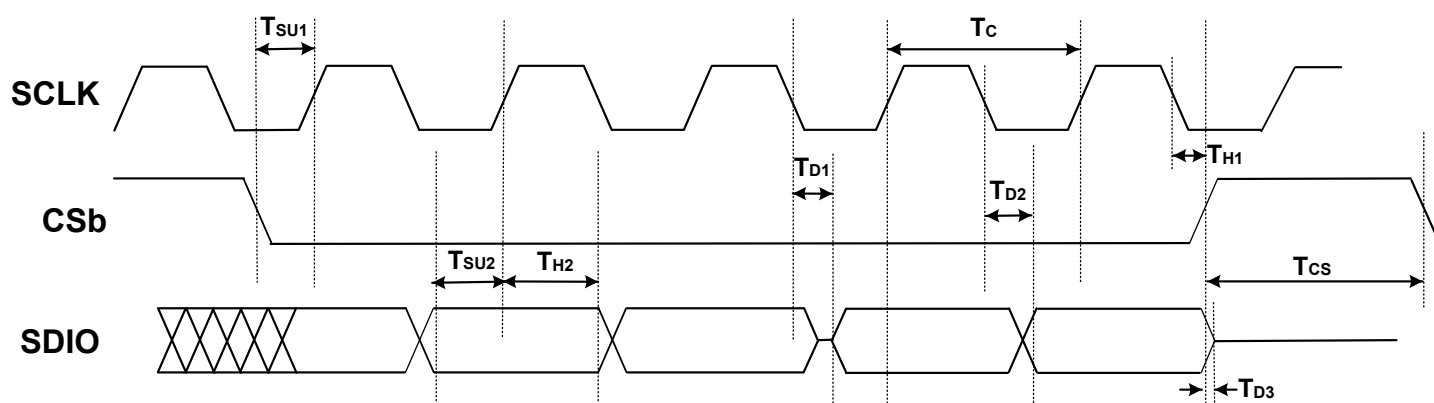 TSU1
TC
SCLK
TH1
TD1
TD2
CSb
TSU2
TH2
TCS
SDIO
TD3